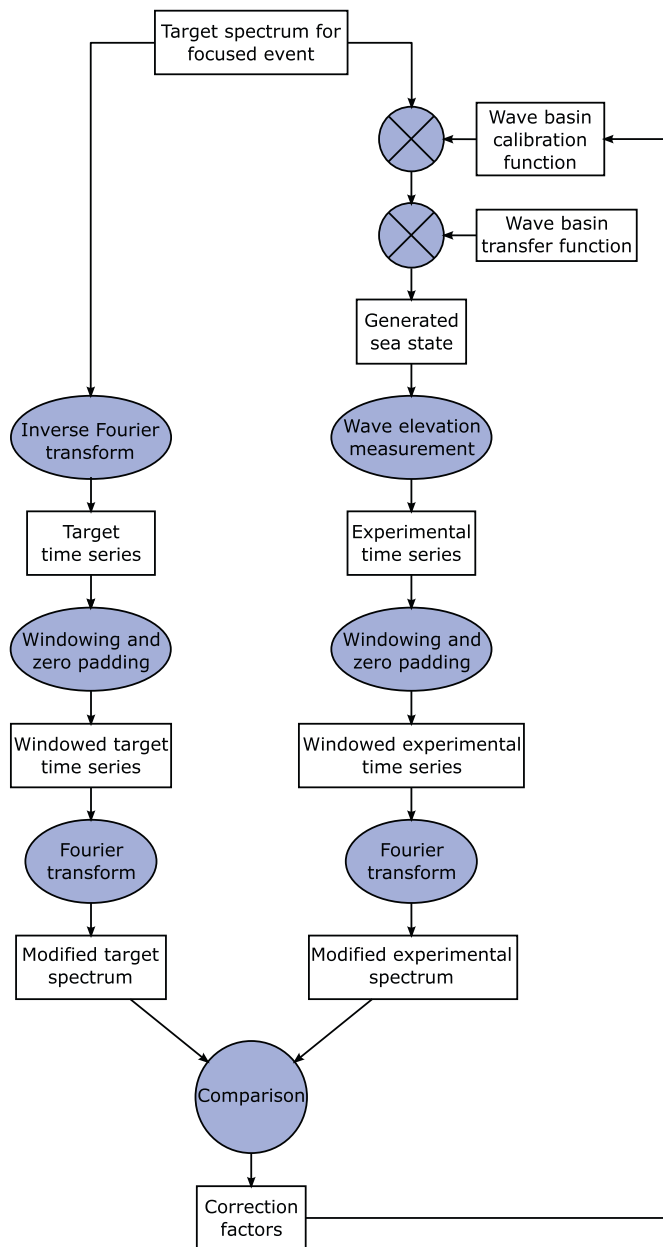 Target spectrum for
focused event
Wave basin
calibration
function
Wave basin
transfer function
Generated
sea state
Inverse Fourier
transform
Wave elevation
measurement
Target
time series
Experimental
time series
Windowing and
zero padding
Windowing and
zero padding
Windowed target
time series
Windowed experimental
time series
Fourier
transform
Fourier
transform
Modified target
spectrum
Modified experimental
spectrum
Comparison
Correction
factors